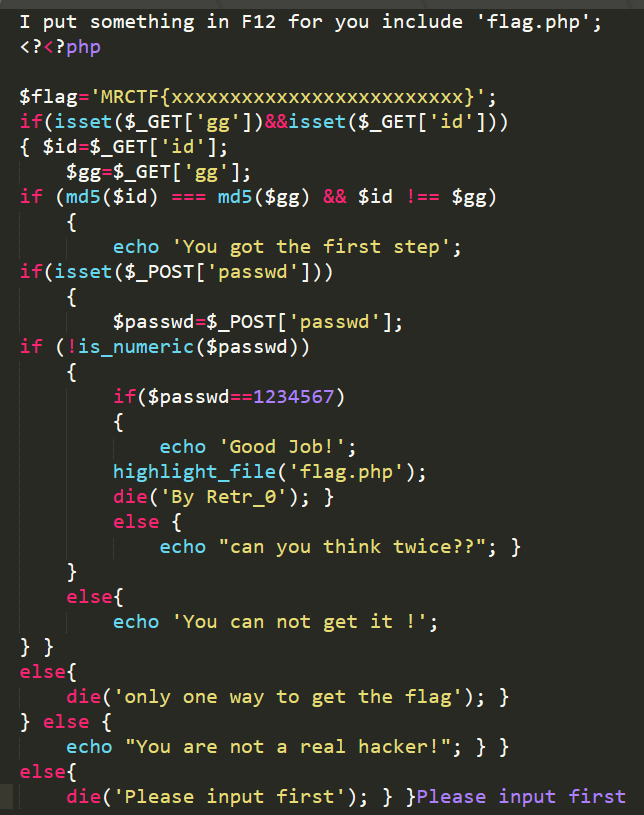 I put something in F12 for you include 'flag.php';
<?<?php
$flag='MRCTF{xxxxxxxxxxxxxxxxxxxxxxxxx}';
if(isset($_GET['gg'])&&isset($_GET['id']))
{ $id=$_GET['id'];
$gg=$_GET['gg'];
if (md5($id) === md5($gg) && $id !== $gg)
{
echo 'You got the first step';
if(isset($_POST['passwd']))
{
$passwd=$_POST['passwd'];
if (!is_numeric($passwd))
{
if($passwd==1234567)
{
echo 'Good Job!';
highlight_file('flag.php');
die('By Retr_0'); }
else {
echo "can you think twice??"; }
}
else{
echo 'You can not get it !';
} }
else{
die('only one way to get the flag'); }
} else {
echo "You are not a real hacker!"; } }
else{
die('Please input first'); } }Please input first